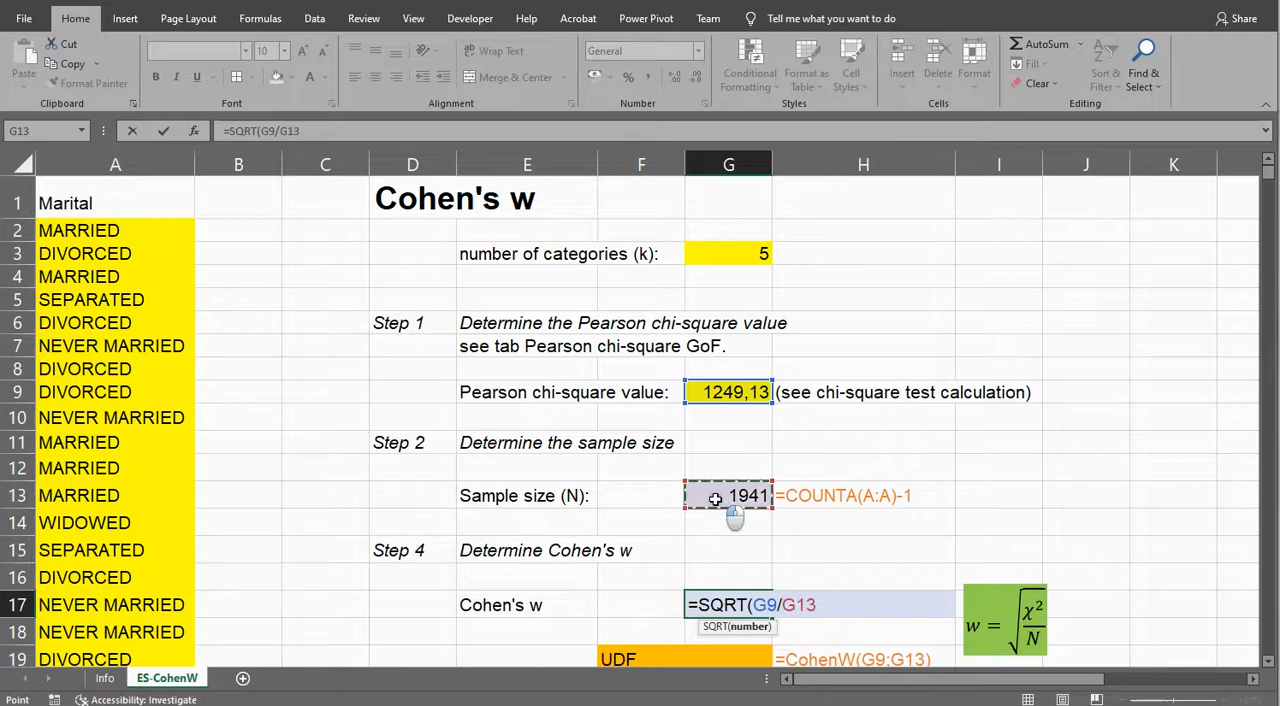 File Home Insert Page Layout Formulas Data Review View Developer Help Acrobat Power Pivot Team Tell me what you want to do Share
Paste Cut
Copy
Format Painter
Clipboard
10
B I U A
Font
Wrap Text
Merge & Center
Alignment
General
%
Number
Conditional Formatting
Format as Table
Cell Styles
Styles
Insert Delete Format
Cells
AutoSum
Fill
Clear
Sort & Filter
Find & Select
Editing
G13 fx =SQRT(G9/G13
A B C D E F G H I J K
1 Marital Cohen's w
2 MARRIED
3 DIVORCED number of categories (k): 5
4 MARRIED
5 SEPARATED
6 DIVORCED Step 1 Determine the Pearson chi-square value
7 NEVER MARRIED see tab Pearson chi-square GoF.
8 DIVORCED
9 DIVORCED Pearson chi-square value: 1249,13 (see chi-square test calculation)
10 NEVER MARRIED
11 MARRIED Step 2 Determine the sample size
12 MARRIED
13 MARRIED Sample size (N): 1941 =COUNTA(A:A)-1
14 WIDOWED
15 SEPARATED Step 4 Determine Cohen's w
16 DIVORCED
17 NEVER MARRIED Cohen's w =SQRT(G9/G13
SQRT(number)
w = √(χ²/N)
18 NEVER MARRIED
19 DIVORCED UDF =CohenW(G9;G13)
Info ES-CohenW
Point Accessibility: Investigate